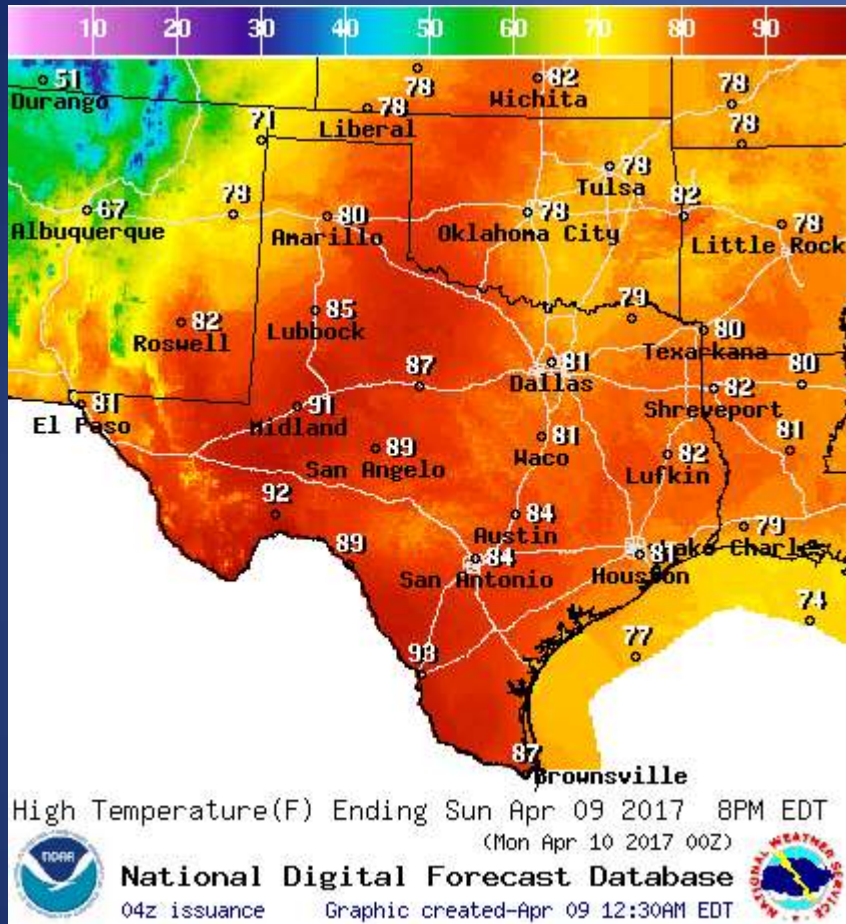 10 20 30 40 50 60 70 80 90
51 78 82 78
Durango 78 Wichita
71 Liberal 78
78 Tulsa
67 78 80 78 82 78
Albuquerque Amarillo Oklahoma City Little Rock
79
82 85 80
Roswell Lubbock Texarkana
81
87 Dallas 82 80
81 91 Shreveport
El Paso Midland 81 81
89 Waco 82
San Angelo Lufkin
92 84 79
Austin Lake Charles
89 84 81
San Antonio Houston
74
77
93
87
Brownsville
High Temperature(F) Ending Sun Apr 09 2017 8PM EDT
(Mon Apr 10 2017 00Z)
National Digital Forecast Database
04z issuance Graphic created-Apr 09 12:30AM EDT
NOAA
NATIONAL WEATHER SERVICE